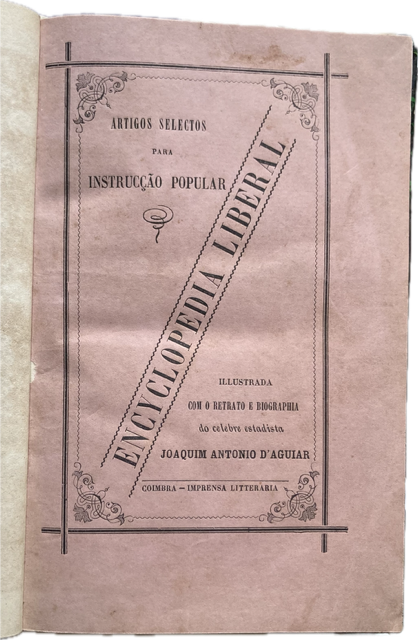 ARTIGOS SELECTOS
PARA
INSTRUCÇÃO POPULAR
ENCYCLOPEDIA LIBERAL
ILLUSTRADA
COM O RETRATO E BIOGRAPHIA
do celebre estadista
JOAQUIM ANTONIO D'AGUIAR
COIMBRA — IMPRENSA LITTERARIA